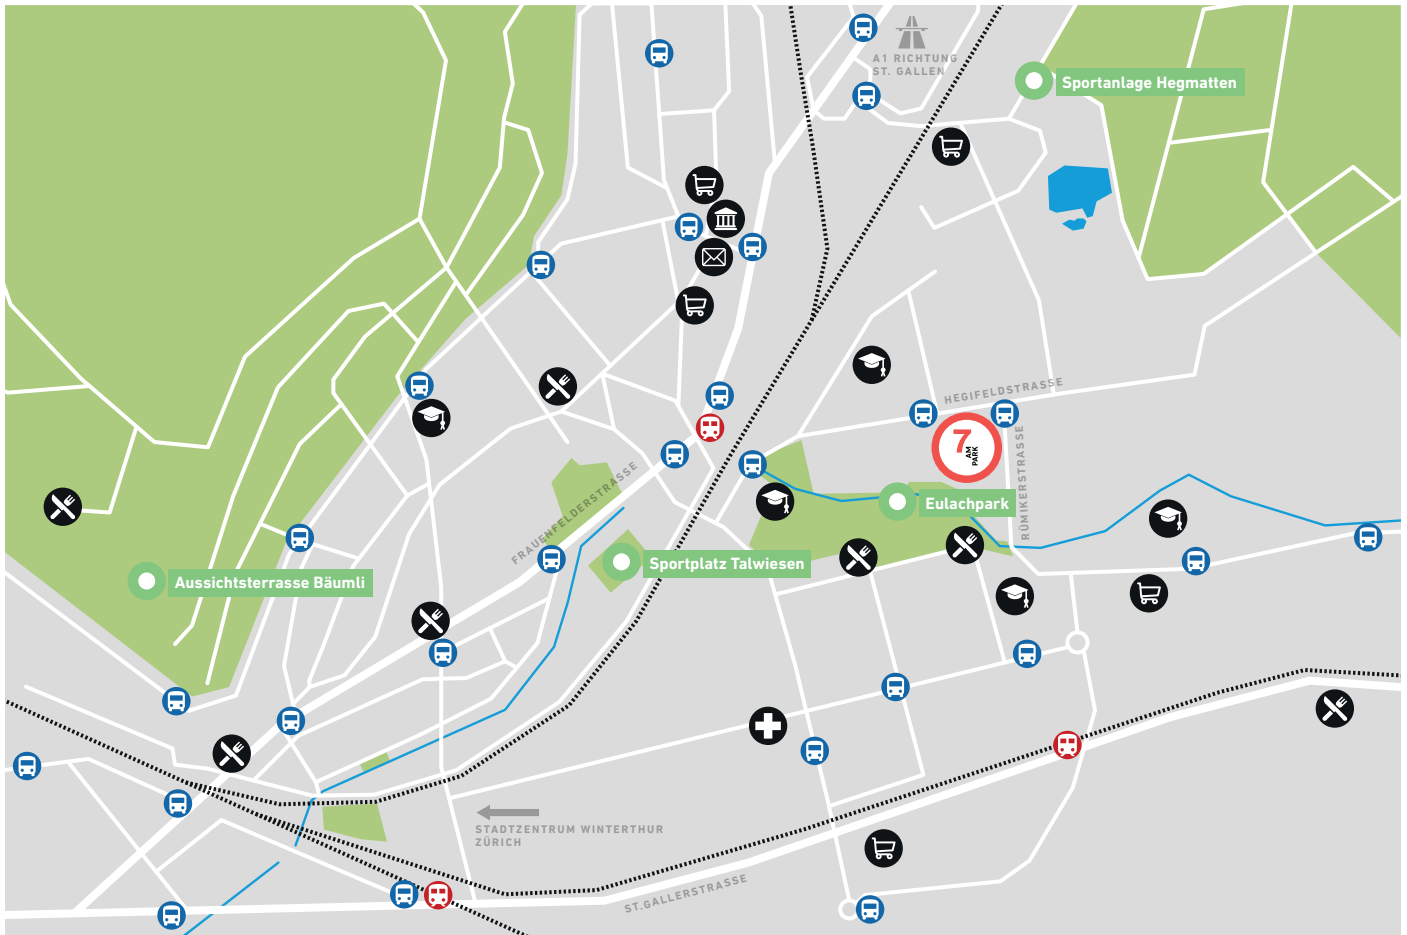 A1 RICHTUNG
ST. GALLEN
Sportanlage Hegmatten
HEGIFELDSTRASSE
7
AM
PARK
RÜMIKERSTRASSE
FRAUENFELDERSTRASSE
Eulachpark
Sportplatz Talwiesen
Aussichtsterrasse Bäumli
STADTZENTRUM WINTERTHUR
ZÜRICH
ST.GALLERSTRASSE